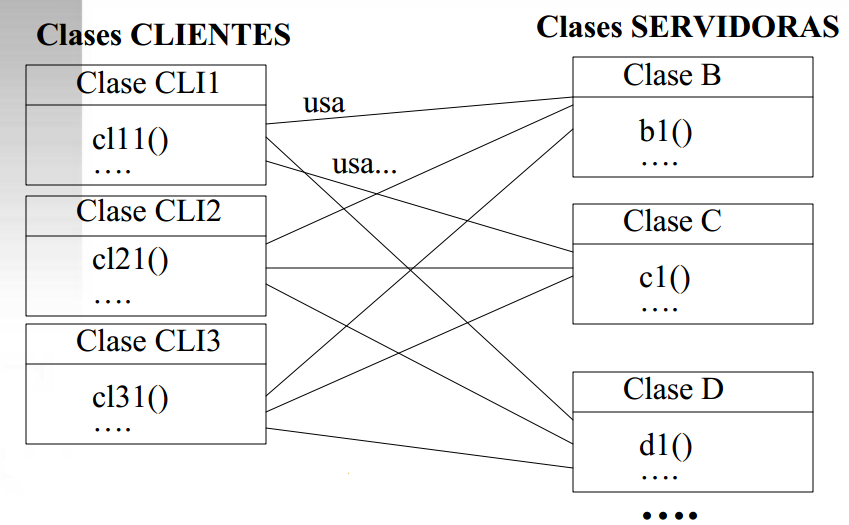 Clases CLIENTES
Clase CLI1
cl11()
....
Clase CLI2
cl21()
....
Clase CLI3
cl31()
....
usa
usa...
Clases SERVIDORAS
Clase B
b1()
....
Clase C
c1()
....
Clase D
d1()
....
....